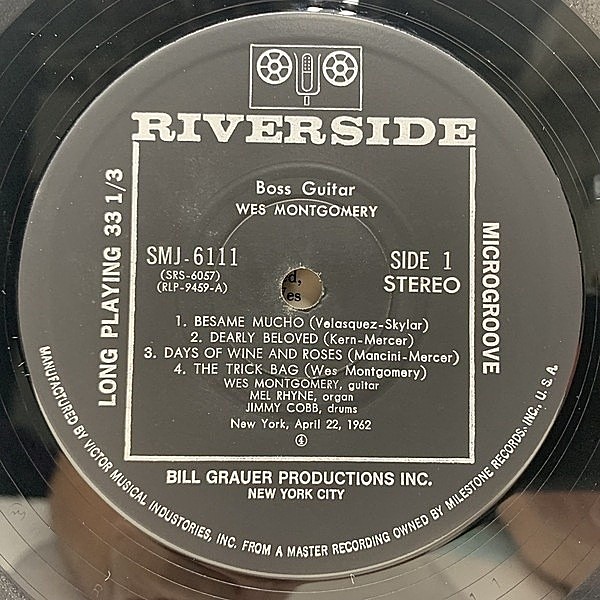 RIVERSIDE
Boss Guitar
WES MONTGOMERY
SMJ-6111
(SRS-6057)
(RLP-9459-A)
SIDE 1
STEREO
LONG PLAYING 33 1/3
MICROGROOVE
1. BESAME MUCHO (Velasquez-Skylar)
2. DEARLY BELOVED (Kern-Mercer)
3. DAYS OF WINE AND ROSES (Mancini-Mercer)
4. THE TRICK BAG (Wes Montgomery)
WES MONTGOMERY, guitar
MEL RHYNE, organ
JIMMY COBB, drums
New York, April 22, 1962
④
BILL GRAUER PRODUCTIONS INC.
NEW YORK CITY
MANUFACTURED BY VICTOR MUSICAL INDUSTRIES, INC. FROM A MASTER RECORDING OWNED BY MILESTONE RECORDS, INC., U.S.A.